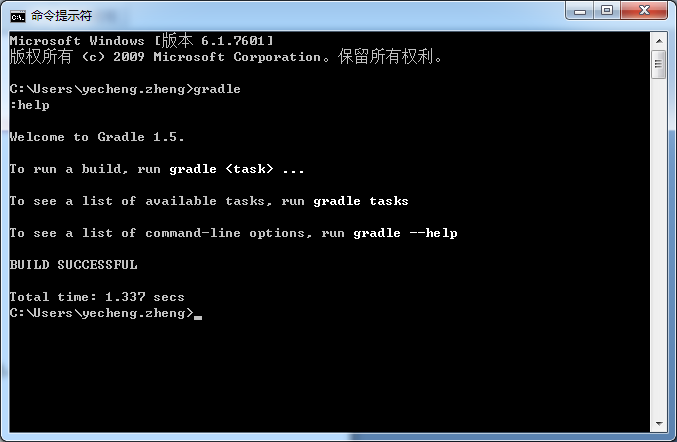 命令提示符
Microsoft Windows [版本 6.1.7601]
版权所有 (c) 2009 Microsoft Corporation。保留所有权利。
C:\Users\yecheng.zheng>gradle
:help
Welcome to Gradle 1.5.
To run a build, run gradle <task> ...
To see a list of available tasks, run gradle tasks
To see a list of command-line options, run gradle --help
BUILD SUCCESSFUL
Total time: 1.337 secs
C:\Users\yecheng.zheng>_